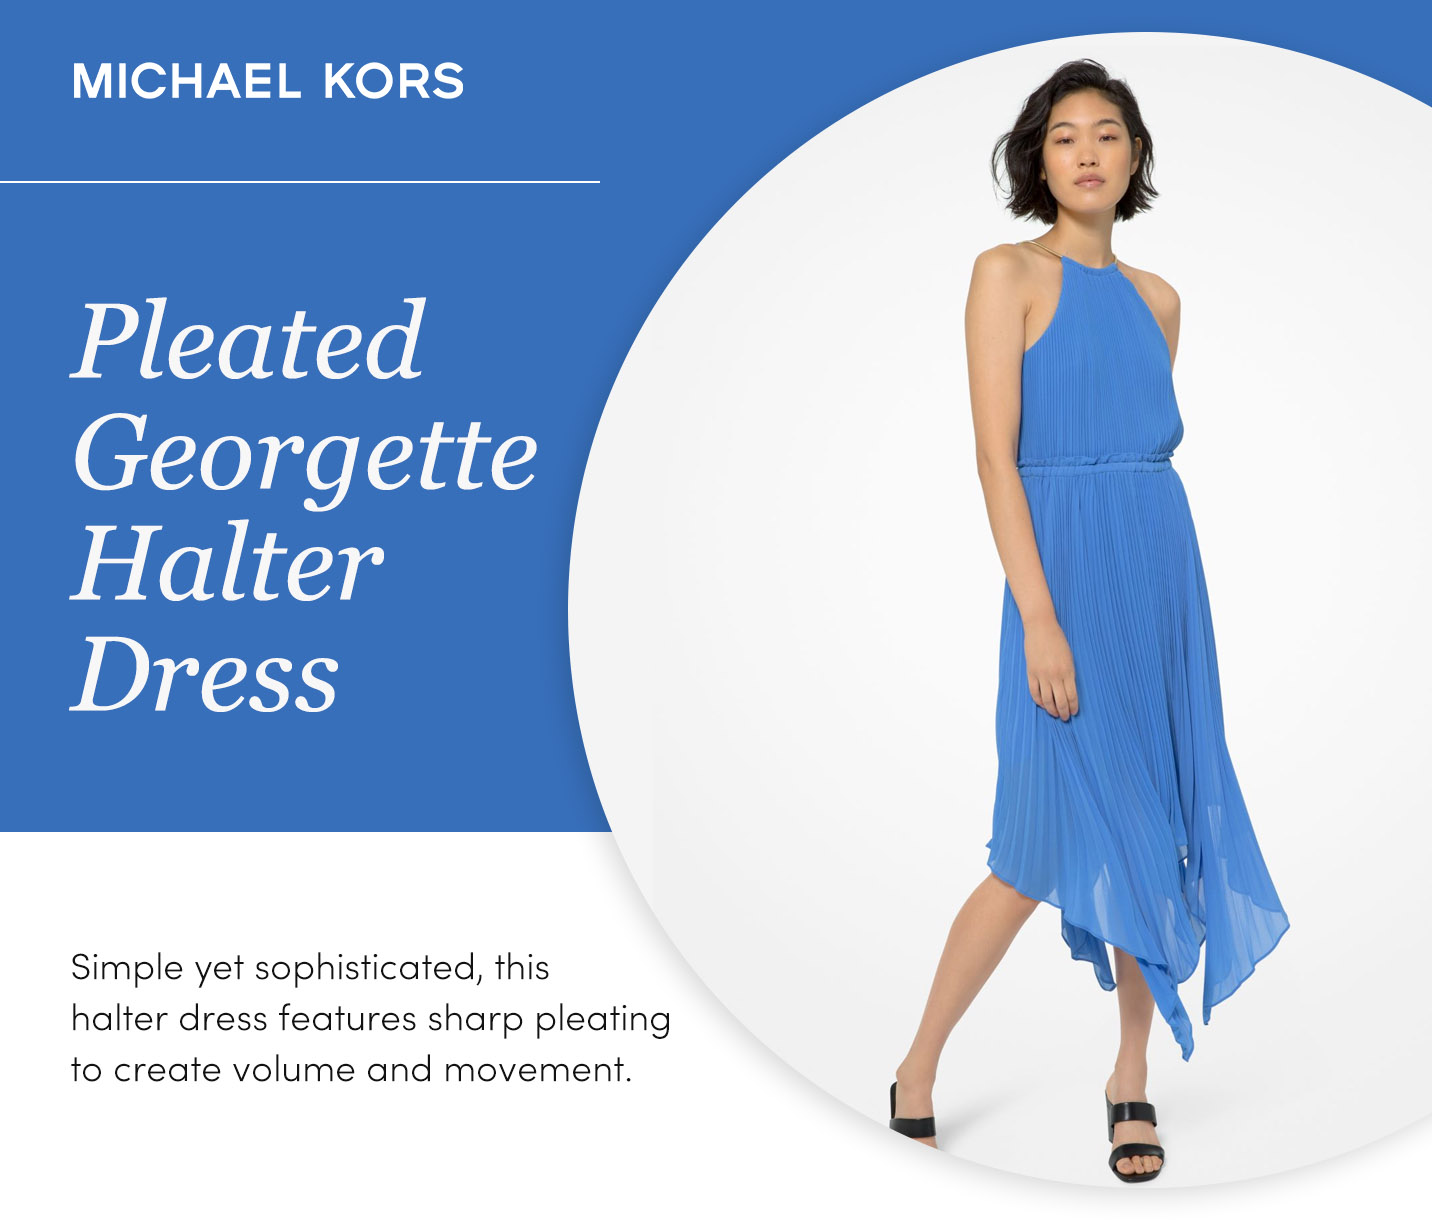 MICHAEL KORS
Pleated
Georgette
Halter
Dress
Simple yet sophisticated, this
halter dress features sharp pleating
to create volume and movement.